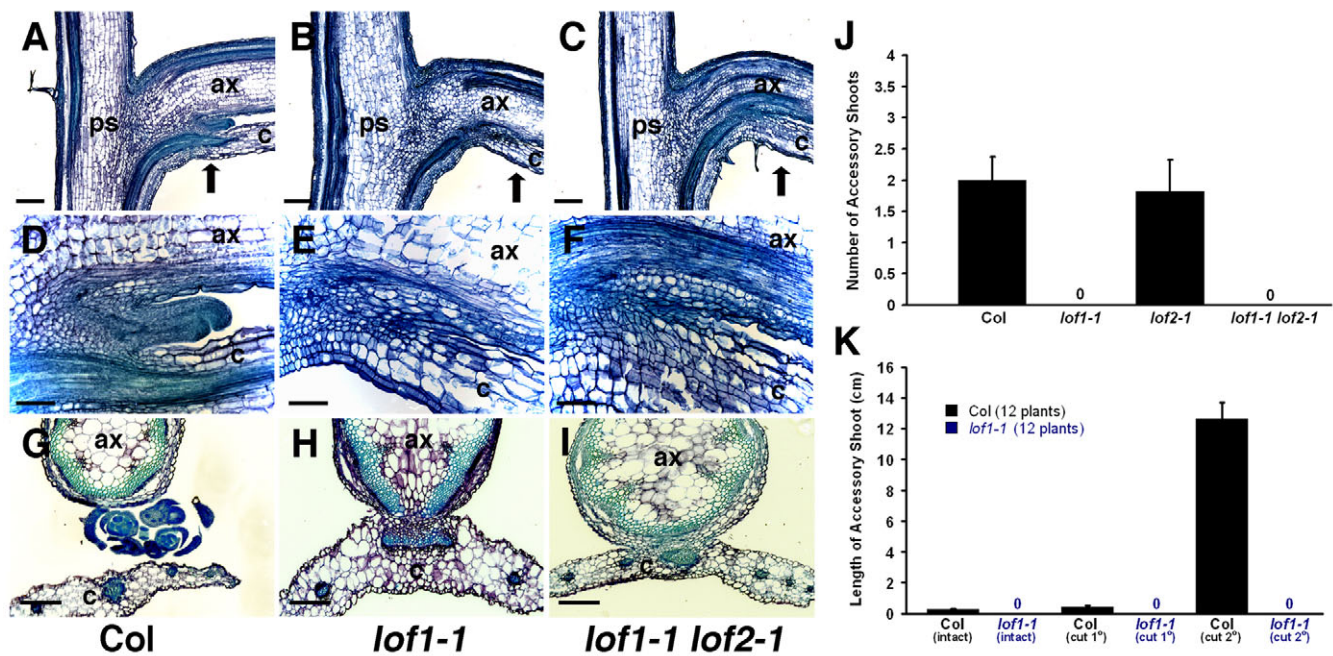 A
ax
ps
c
B
ax
ps
c
C
ax
ps
c
D
ax
c
E
ax
c
F
ax
c
G
ax
c
H
ax
c
I
ax
c
Col
lof1-1
lof1-1 lof2-1
J
Number of Accessory Shoots
4
3.5
3
2.5
2
1.5
1
0.5
0
0
0
Col
lof1-1
lof2-1
lof1-1 lof2-1
K
Length of Accessory Shoot (cm)
16
14
12
10
8
6
4
2
0
Col (12 plants)
lof1-1 (12 plants)
0
0
0
Col
(intact)
lof1-1
(intact)
Col
(cut 1°)
lof1-1
(cut 1°)
Col
(cut 2°)
lof1-1
(cut 2°)